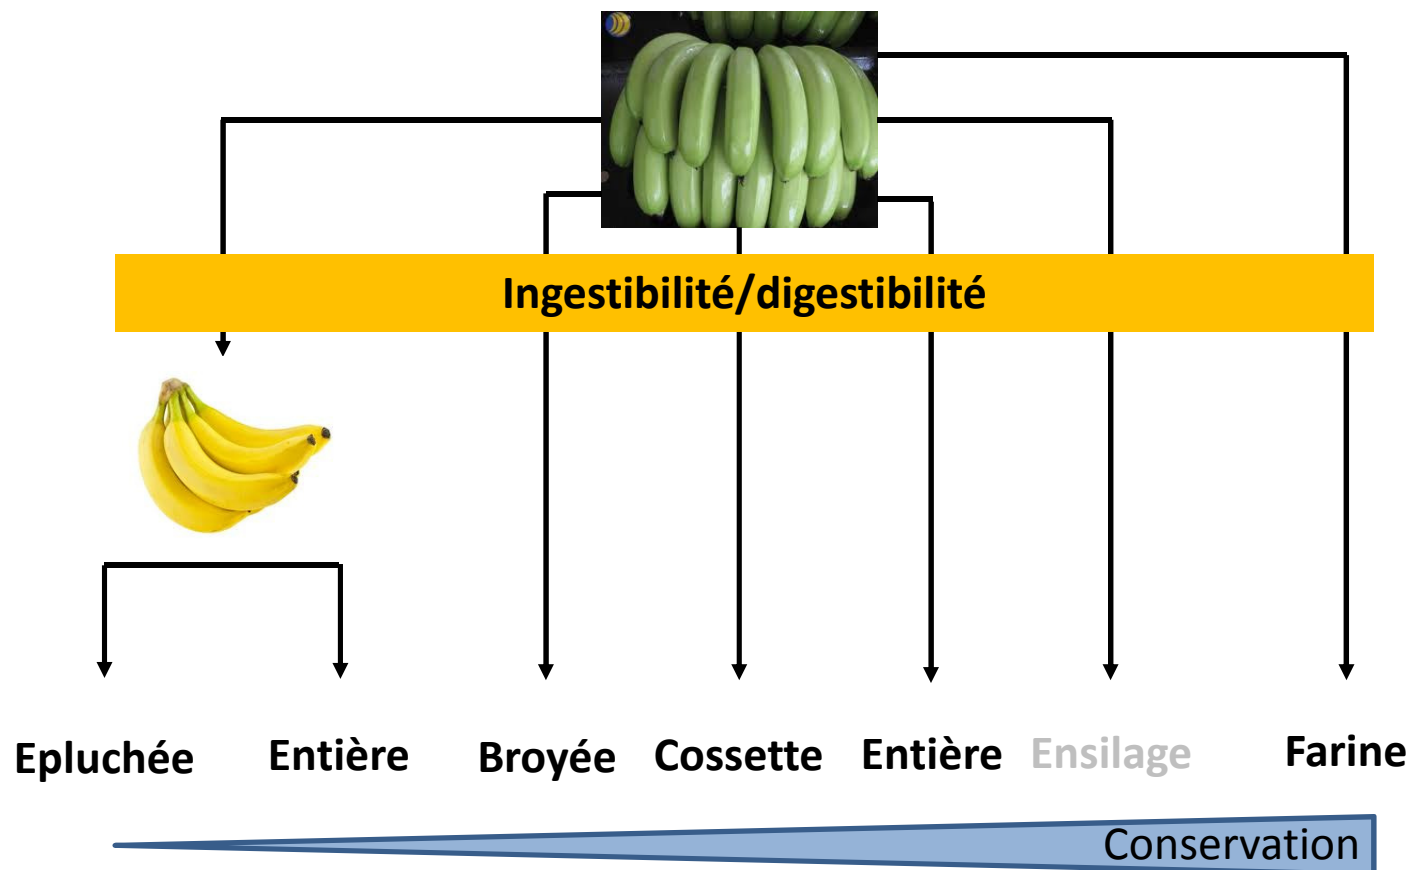 Ingestibilité/digestibilité
Epluchée
Entière
Broyée
Cossette
Entière
Ensilage
Farine
Conservation